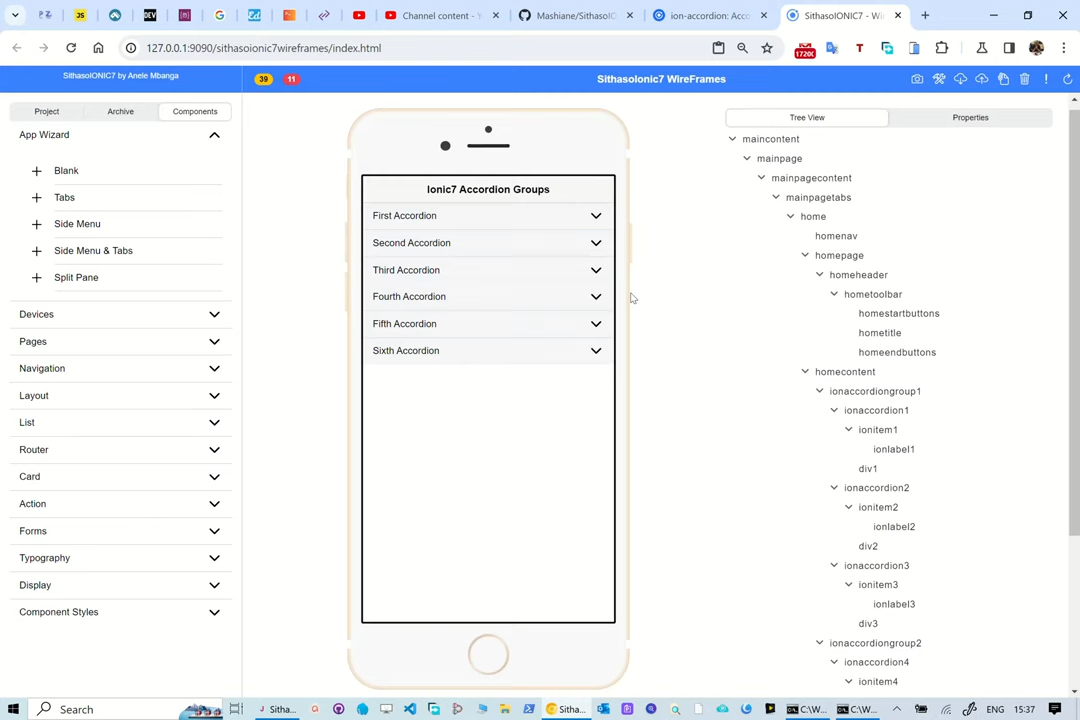 Channel content - Y
Mashiane/SithasoIC
ion-accordion: Acc
SithasoIONIC7 - Wi
127.0.0.1:9090/sithasoionic7wireframes/index.html
SithasoIONIC7 by Anele Mbanga
39
11
SithasoIonic7 WireFrames
Project
Archive
Components
App Wizard
Blank
Tabs
Side Menu
Side Menu & Tabs
Split Pane
Devices
Pages
Navigation
Layout
List
Router
Card
Action
Forms
Typography
Display
Component Styles
Ionic7 Accordion Groups
First Accordion
Second Accordion
Third Accordion
Fourth Accordion
Fifth Accordion
Sixth Accordion
Tree View
Properties
maincontent
mainpage
mainpagecontent
mainpagetabs
home
homenav
homepage
homeheader
hometoolbar
homestartbuttons
hometitle
homeendbuttons
homecontent
ionaccordiongroup1
ionaccordion1
ionitem1
ionlabel1
div1
ionaccordion2
ionitem2
ionlabel2
div2
ionaccordion3
ionitem3
ionlabel3
div3
ionaccordiongroup2
ionaccordion4
ionitem4
Search
Sitha...
Sitha...
C:\W...
C:\W...
ENG
15:37